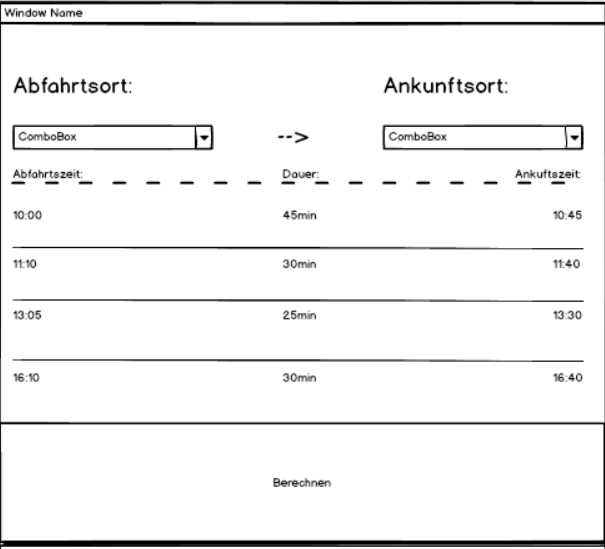 Window Name
Abfahrtsort: Ankunftsort:
ComboBox --> ComboBox
Abfahrtszeit: Dauer: Ankuftszeit:
10:00 45min 10:45
11:10 30min 11:40
13:05 25min 13:30
16:10 30min 16:40
Berechnen